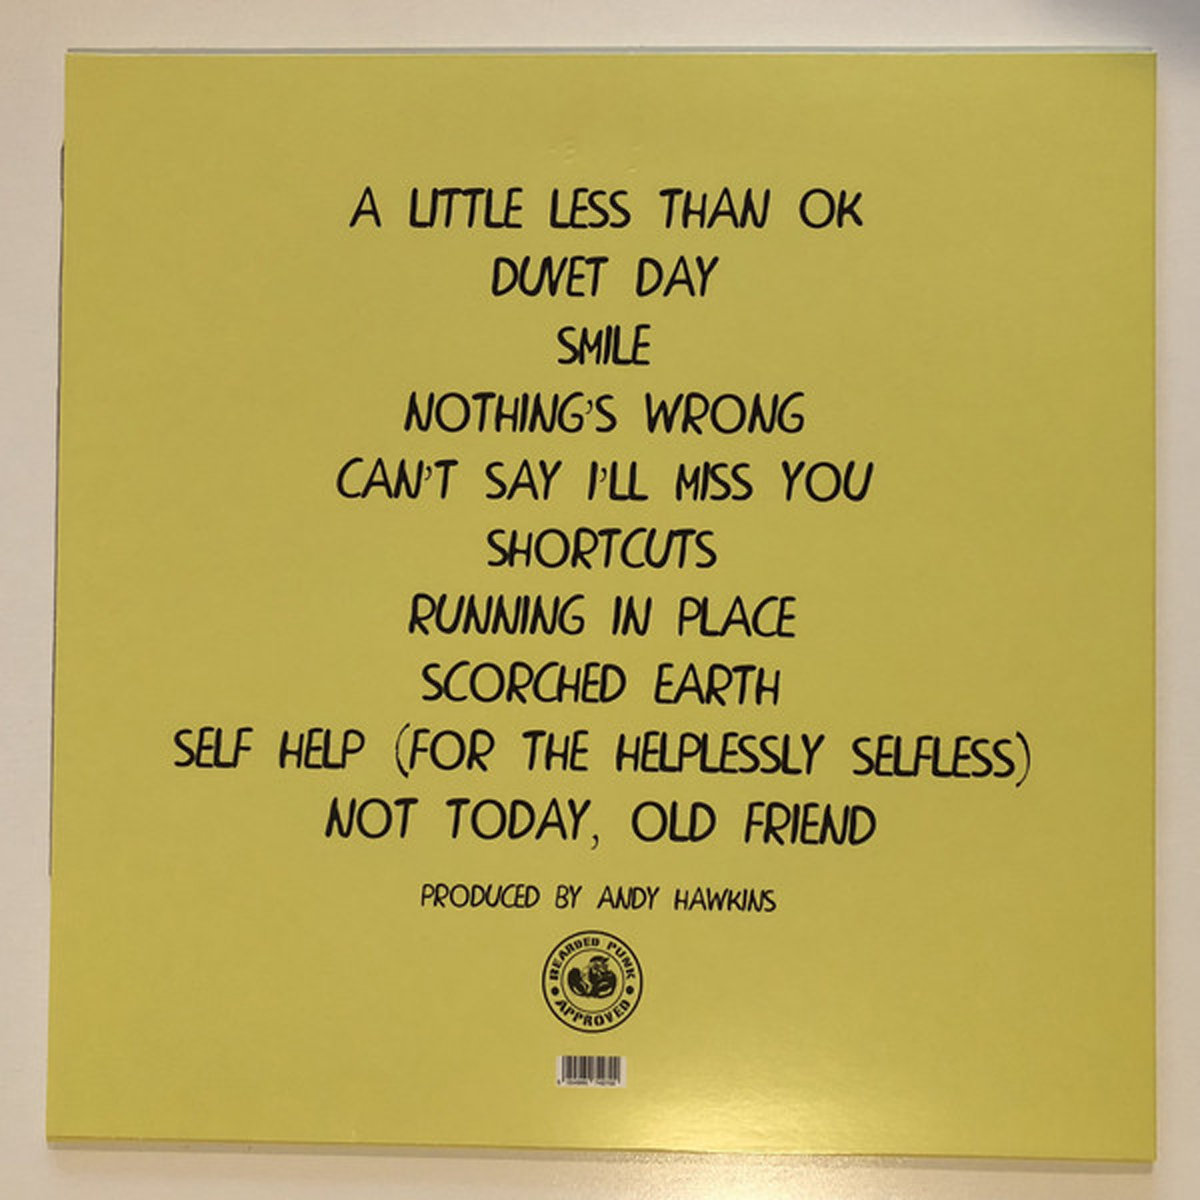 A LITTLE LESS THAN OK
DUVET DAY
SMILE
NOTHING'S WRONG
CAN'T SAY I'LL MISS YOU
SHORTCUTS
RUNNING IN PLACE
SCORCHED EARTH
SELF HELP (FOR THE HELPLESSLY SELFLESS)
NOT TODAY, OLD FRIEND
PRODUCED BY ANDY HAWKINS
BEARDED PUNK
APPROVED